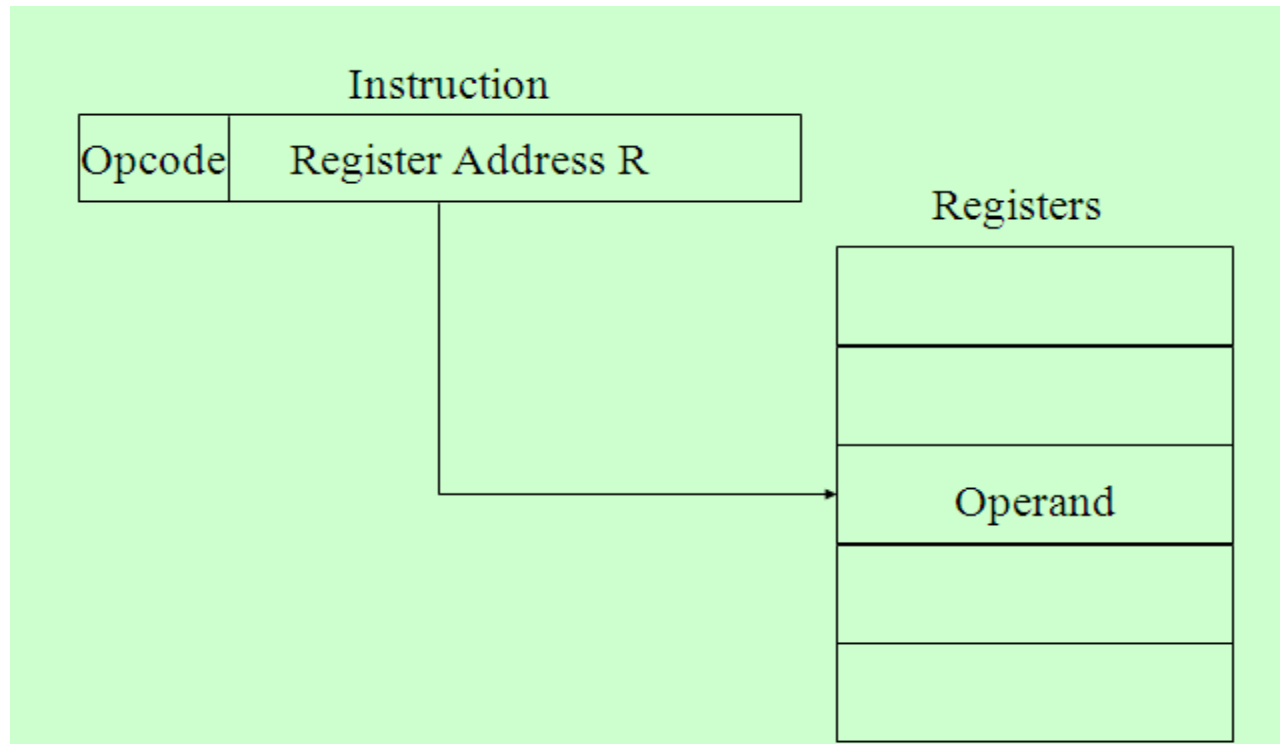 Instruction
Opcode
Register Address R
Registers
Operand